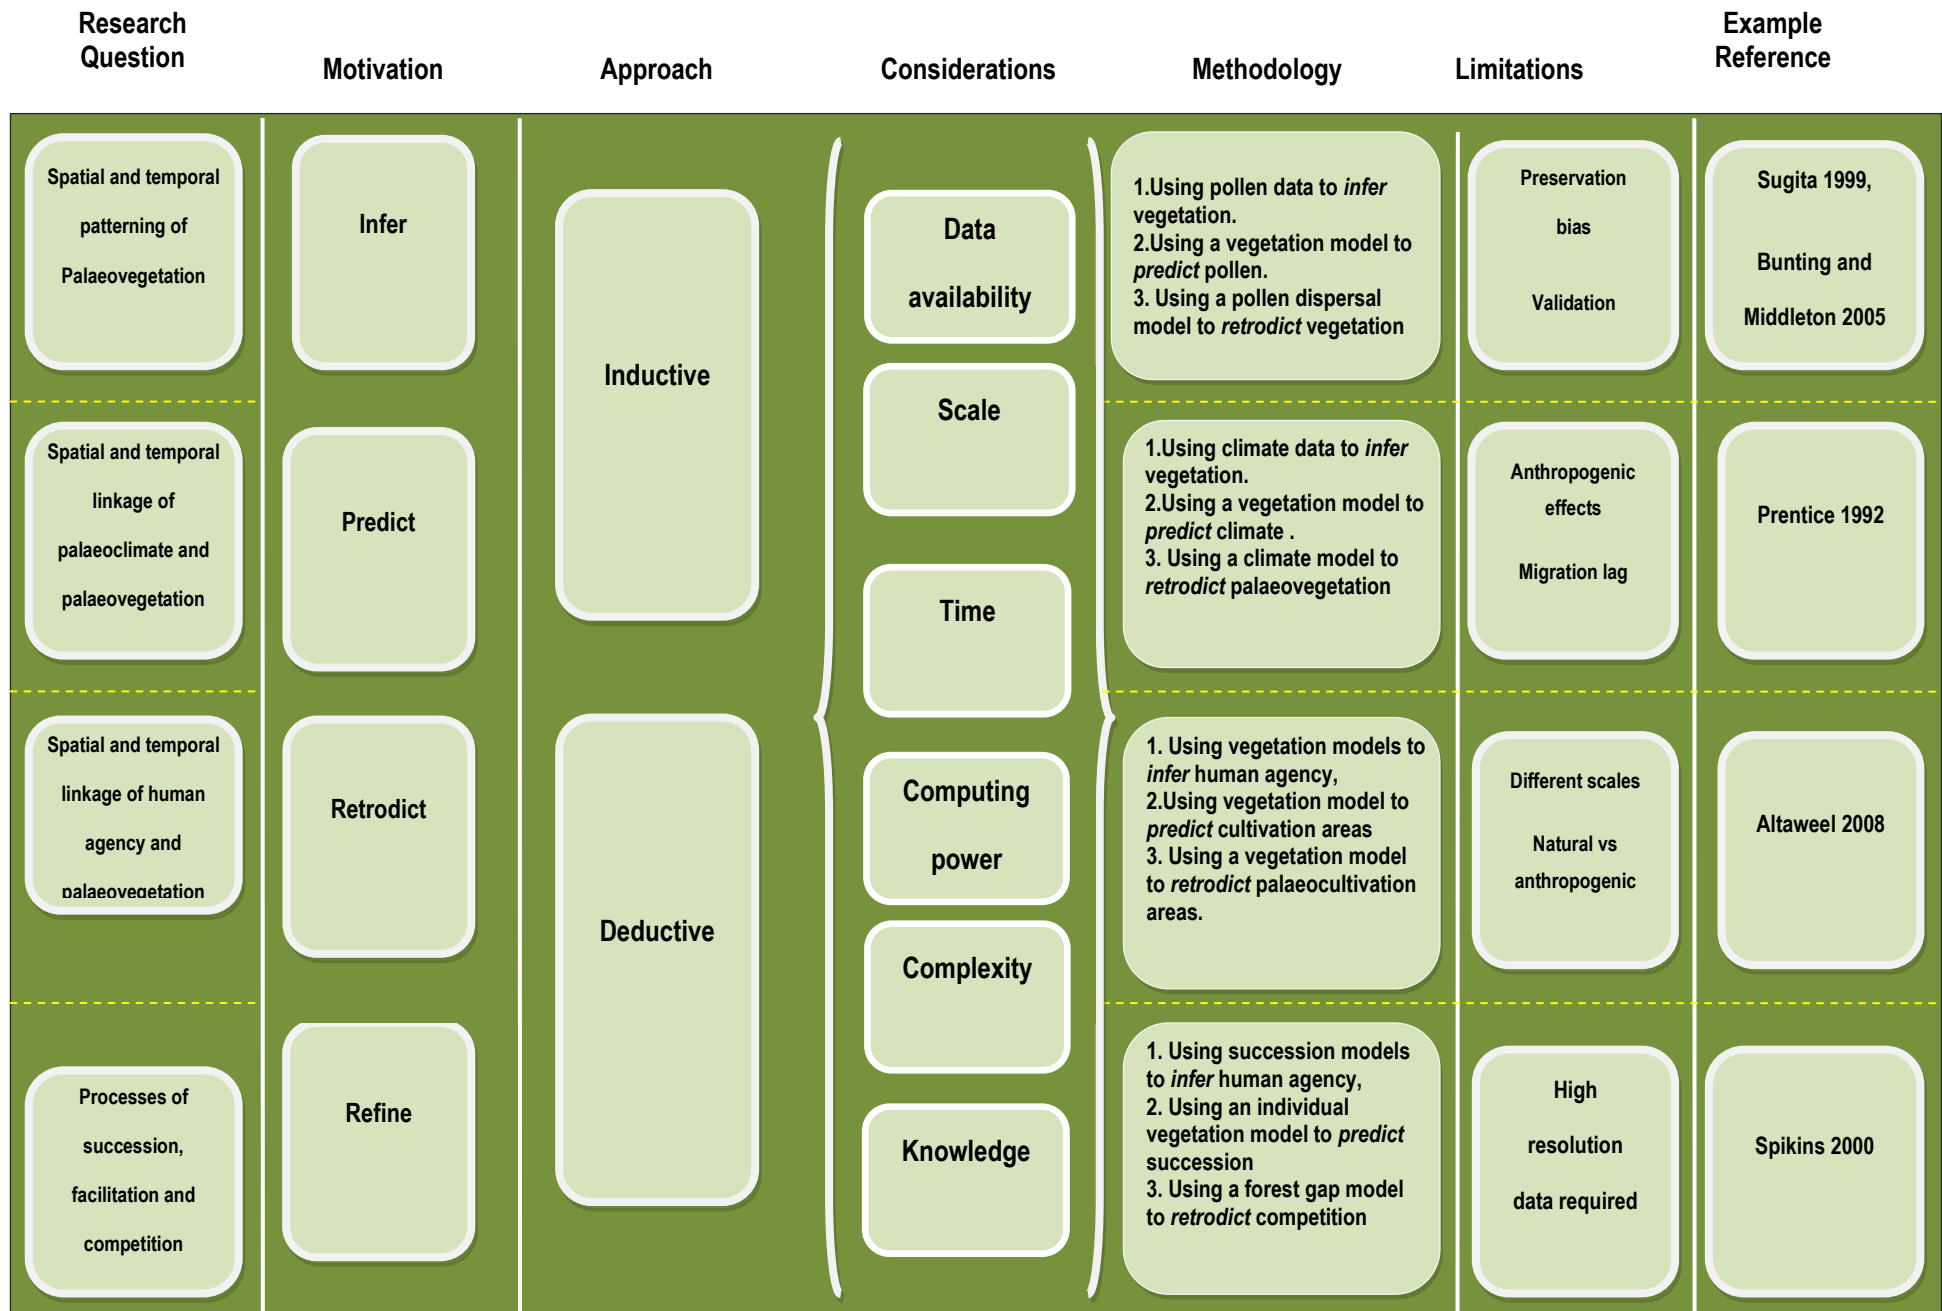 Research
Question
Motivation
Approach
Considerations
Methodology
Limitations
Example
Reference
Spatial and temporal
patterning of
Palaeovegetation
Infer
Inductive
Data
availability
1.Using pollen data to infer
vegetation.
2.Using a vegetation model to
predict pollen.
3. Using a pollen dispersal
model to retrodict vegetation
Preservation
bias
Validation
Sugita 1999,
Bunting and
Middleton 2005
Scale
Spatial and temporal
linkage of
palaeoclimate and
palaeovegetation
Predict
Time
1.Using climate data to infer
vegetation.
2.Using a vegetation model to
predict climate .
3. Using a climate model to
retrodict palaeovegetation
Anthropogenic
effects
Migration lag
Prentice 1992
Spatial and temporal
linkage of human
agency and
palaeovegetation
Retrodict
Deductive
Computing
power
1. Using vegetation models to
infer human agency,
2.Using vegetation model to
predict cultivation areas
3. Using a vegetation model
to retrodict palaeocultivation
areas.
Different scales
Natural vs
anthropogenic
Altaweel 2008
Complexity
Processes of
succession,
facilitation and
competition
Refine
Knowledge
1. Using succession models
to infer human agency,
2. Using an individual
vegetation model to predict
succession
3. Using a forest gap model
to retrodict competition
High
resolution
data required
Spikins 2000